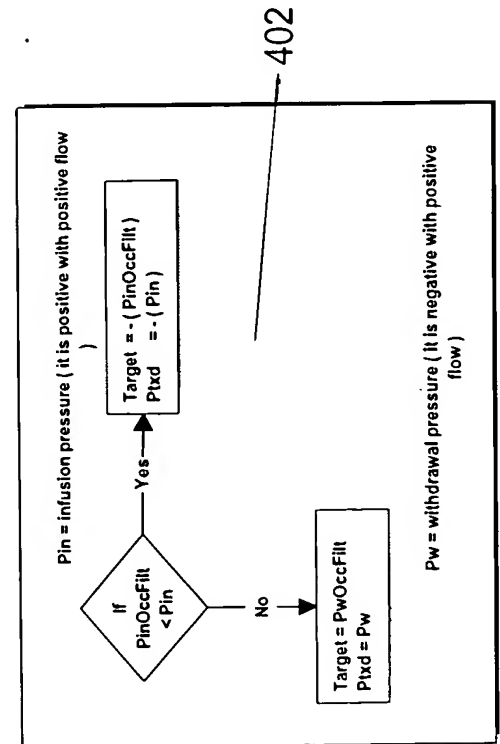 Pin = infusion pressure ( it is positive with positive flow
)
If
PinOccFilt
< Pin
Yes
Target = - ( PinOccFilt )
Ptxd = - ( Pin )
No
Target = PwOccFilt
Ptxd = Pw
Pw = withdrawal pressure ( it is negative with positive
flow )
402